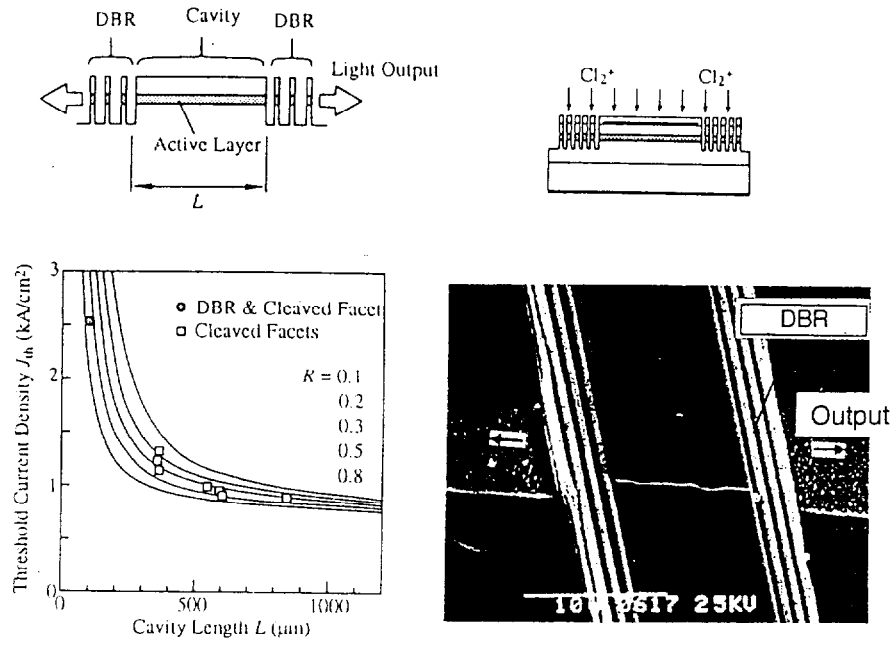 DBR Cavity DBR
Light Output
Active Layer
L
Cl₂⁺ Cl₂⁺
Threshold Current Density Jth (kA/cm²)
3
2
1
0
0 500 1000
Cavity Length L (μm)
DBR & Cleaved Facet
Cleaved Facets
R = 0.1
0.2
0.3
0.5
0.8
DBR
Output
0617 25KV